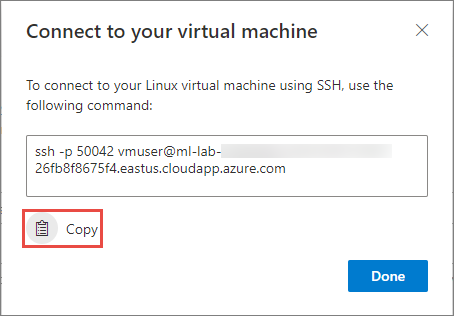 Connect to your virtual machine
To connect to your Linux virtual machine using SSH, use the
following command:
ssh -p 50042 vmuser@ml-lab-
26fb8f8675f4.eastus.cloudapp.azure.com
Copy
Done